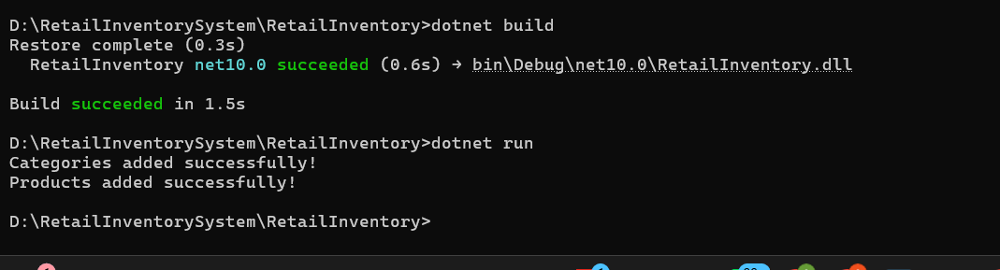 D:\RetailInventorySystem\RetailInventory>dotnet build
Restore complete (0.3s)
RetailInventory net10.0 succeeded (0.6s) → bin\Debug\net10.0\RetailInventory.dll
Build succeeded in 1.5s
D:\RetailInventorySystem\RetailInventory>dotnet run
Categories added successfully!
Products added successfully!
D:\RetailInventorySystem\RetailInventory>